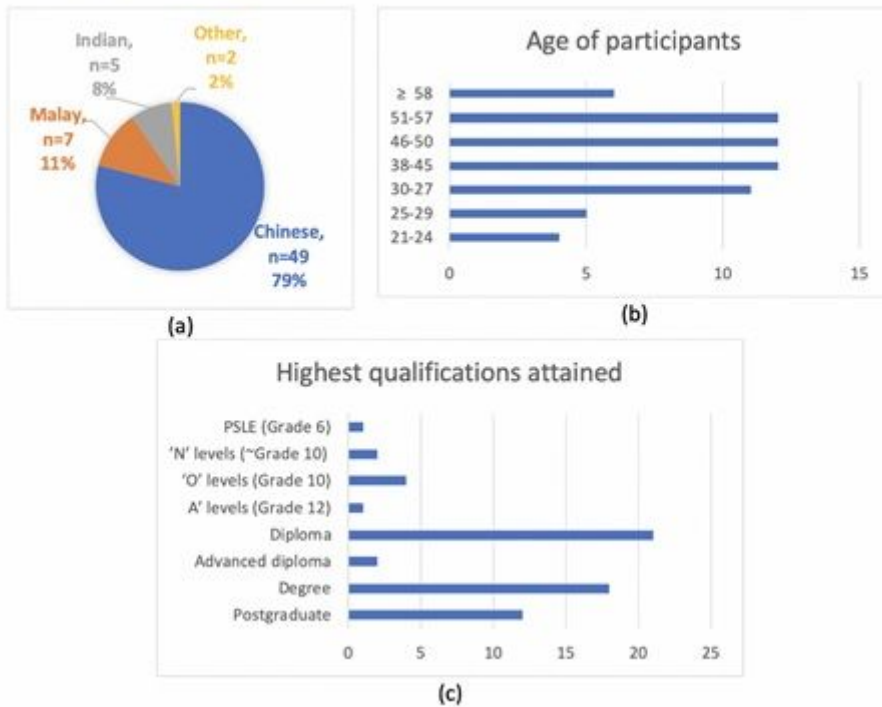 Indian,
n=5
8%
Other,
n=2
2%
Malay,
n=7
11%
Chinese,
n=49
79%
(a)
Age of participants
≥ 58
51-57
46-50
38-45
30-27
25-29
21-24
0 5 10 15
(b)
Highest qualifications attained
PSLE (Grade 6)
'N' levels (~Grade 10)
'O' levels (Grade 10)
A' levels (Grade 12)
Diploma
Advanced diploma
Degree
Postgraduate
0 5 10 15 20 25
(c)